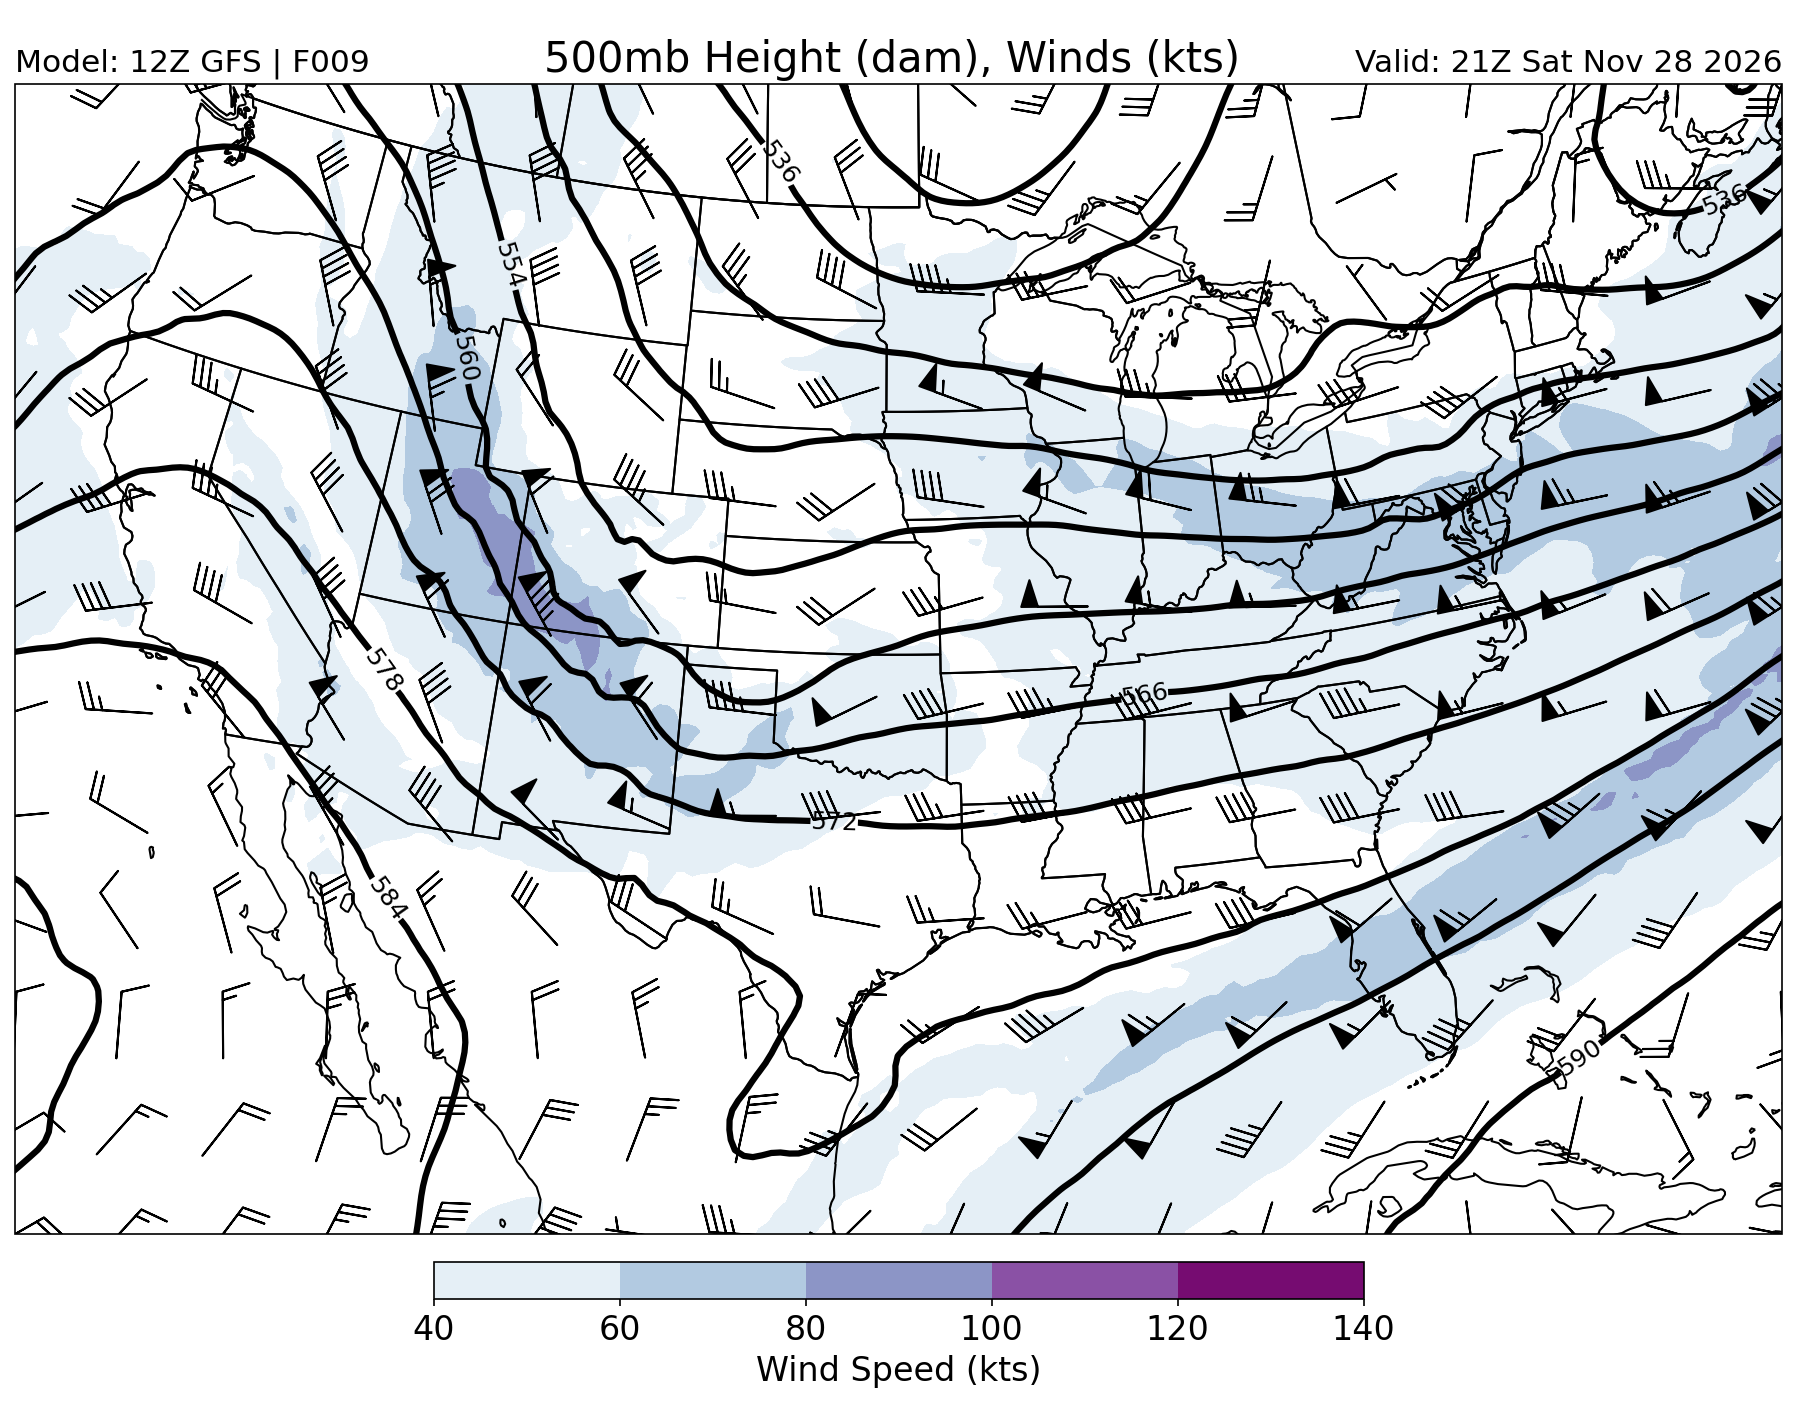 Model: 12Z GFS | F009
500mb Height (dam), Winds (kts)
Valid: 21Z Sat Nov 28 2026
536
536
554
560
578
566
572
584
590
40 60 80 100 120 140
Wind Speed (kts)